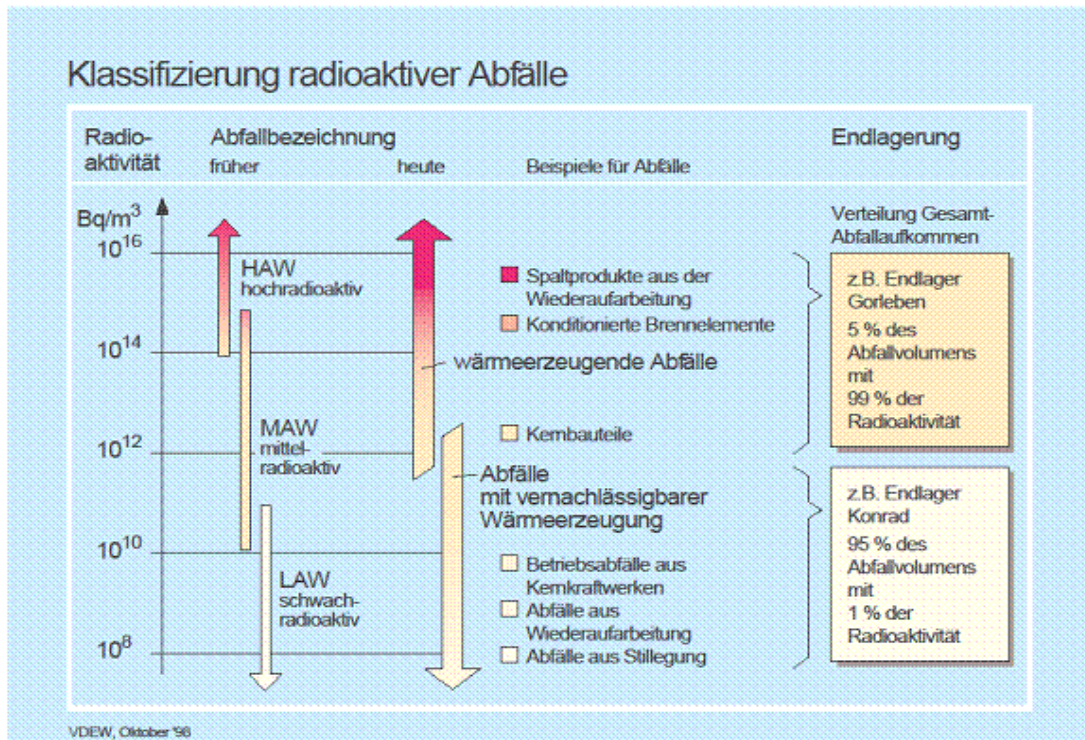 Klassifizierung radioaktiver Abfälle
Radio-
aktivität
Abfallbezeichnung
früher
heute
Beispiele für Abfälle
Endlagerung
Bq/m³
10¹⁶
10¹⁴
10¹²
10¹⁰
10⁸
HAW
hochradioaktiv
MAW
mittel-
radioaktiv
LAW
schwach-
radioaktiv
Spaltprodukte aus der
Wiederaufarbeitung
Konditionierte Brennelemente
wärmeerzeugende Abfälle
Kernbauteile
Abfälle
mit vernachlässigbarer
Wärmeerzeugung
Betriebsabfälle aus
Kernkraftwerken
Abfälle aus
Wiederaufarbeitung
Abfälle aus Stillegung
Verteilung Gesamt-
Abfallaufkommen
z.B. Endlager
Gorleben
5 % des
Abfallvolumens
mit
99 % der
Radioaktivität
z.B. Endlager
Konrad
95 % des
Abfallvolumens
mit
1 % der
Radioaktivität
VDEW, Oktober '98